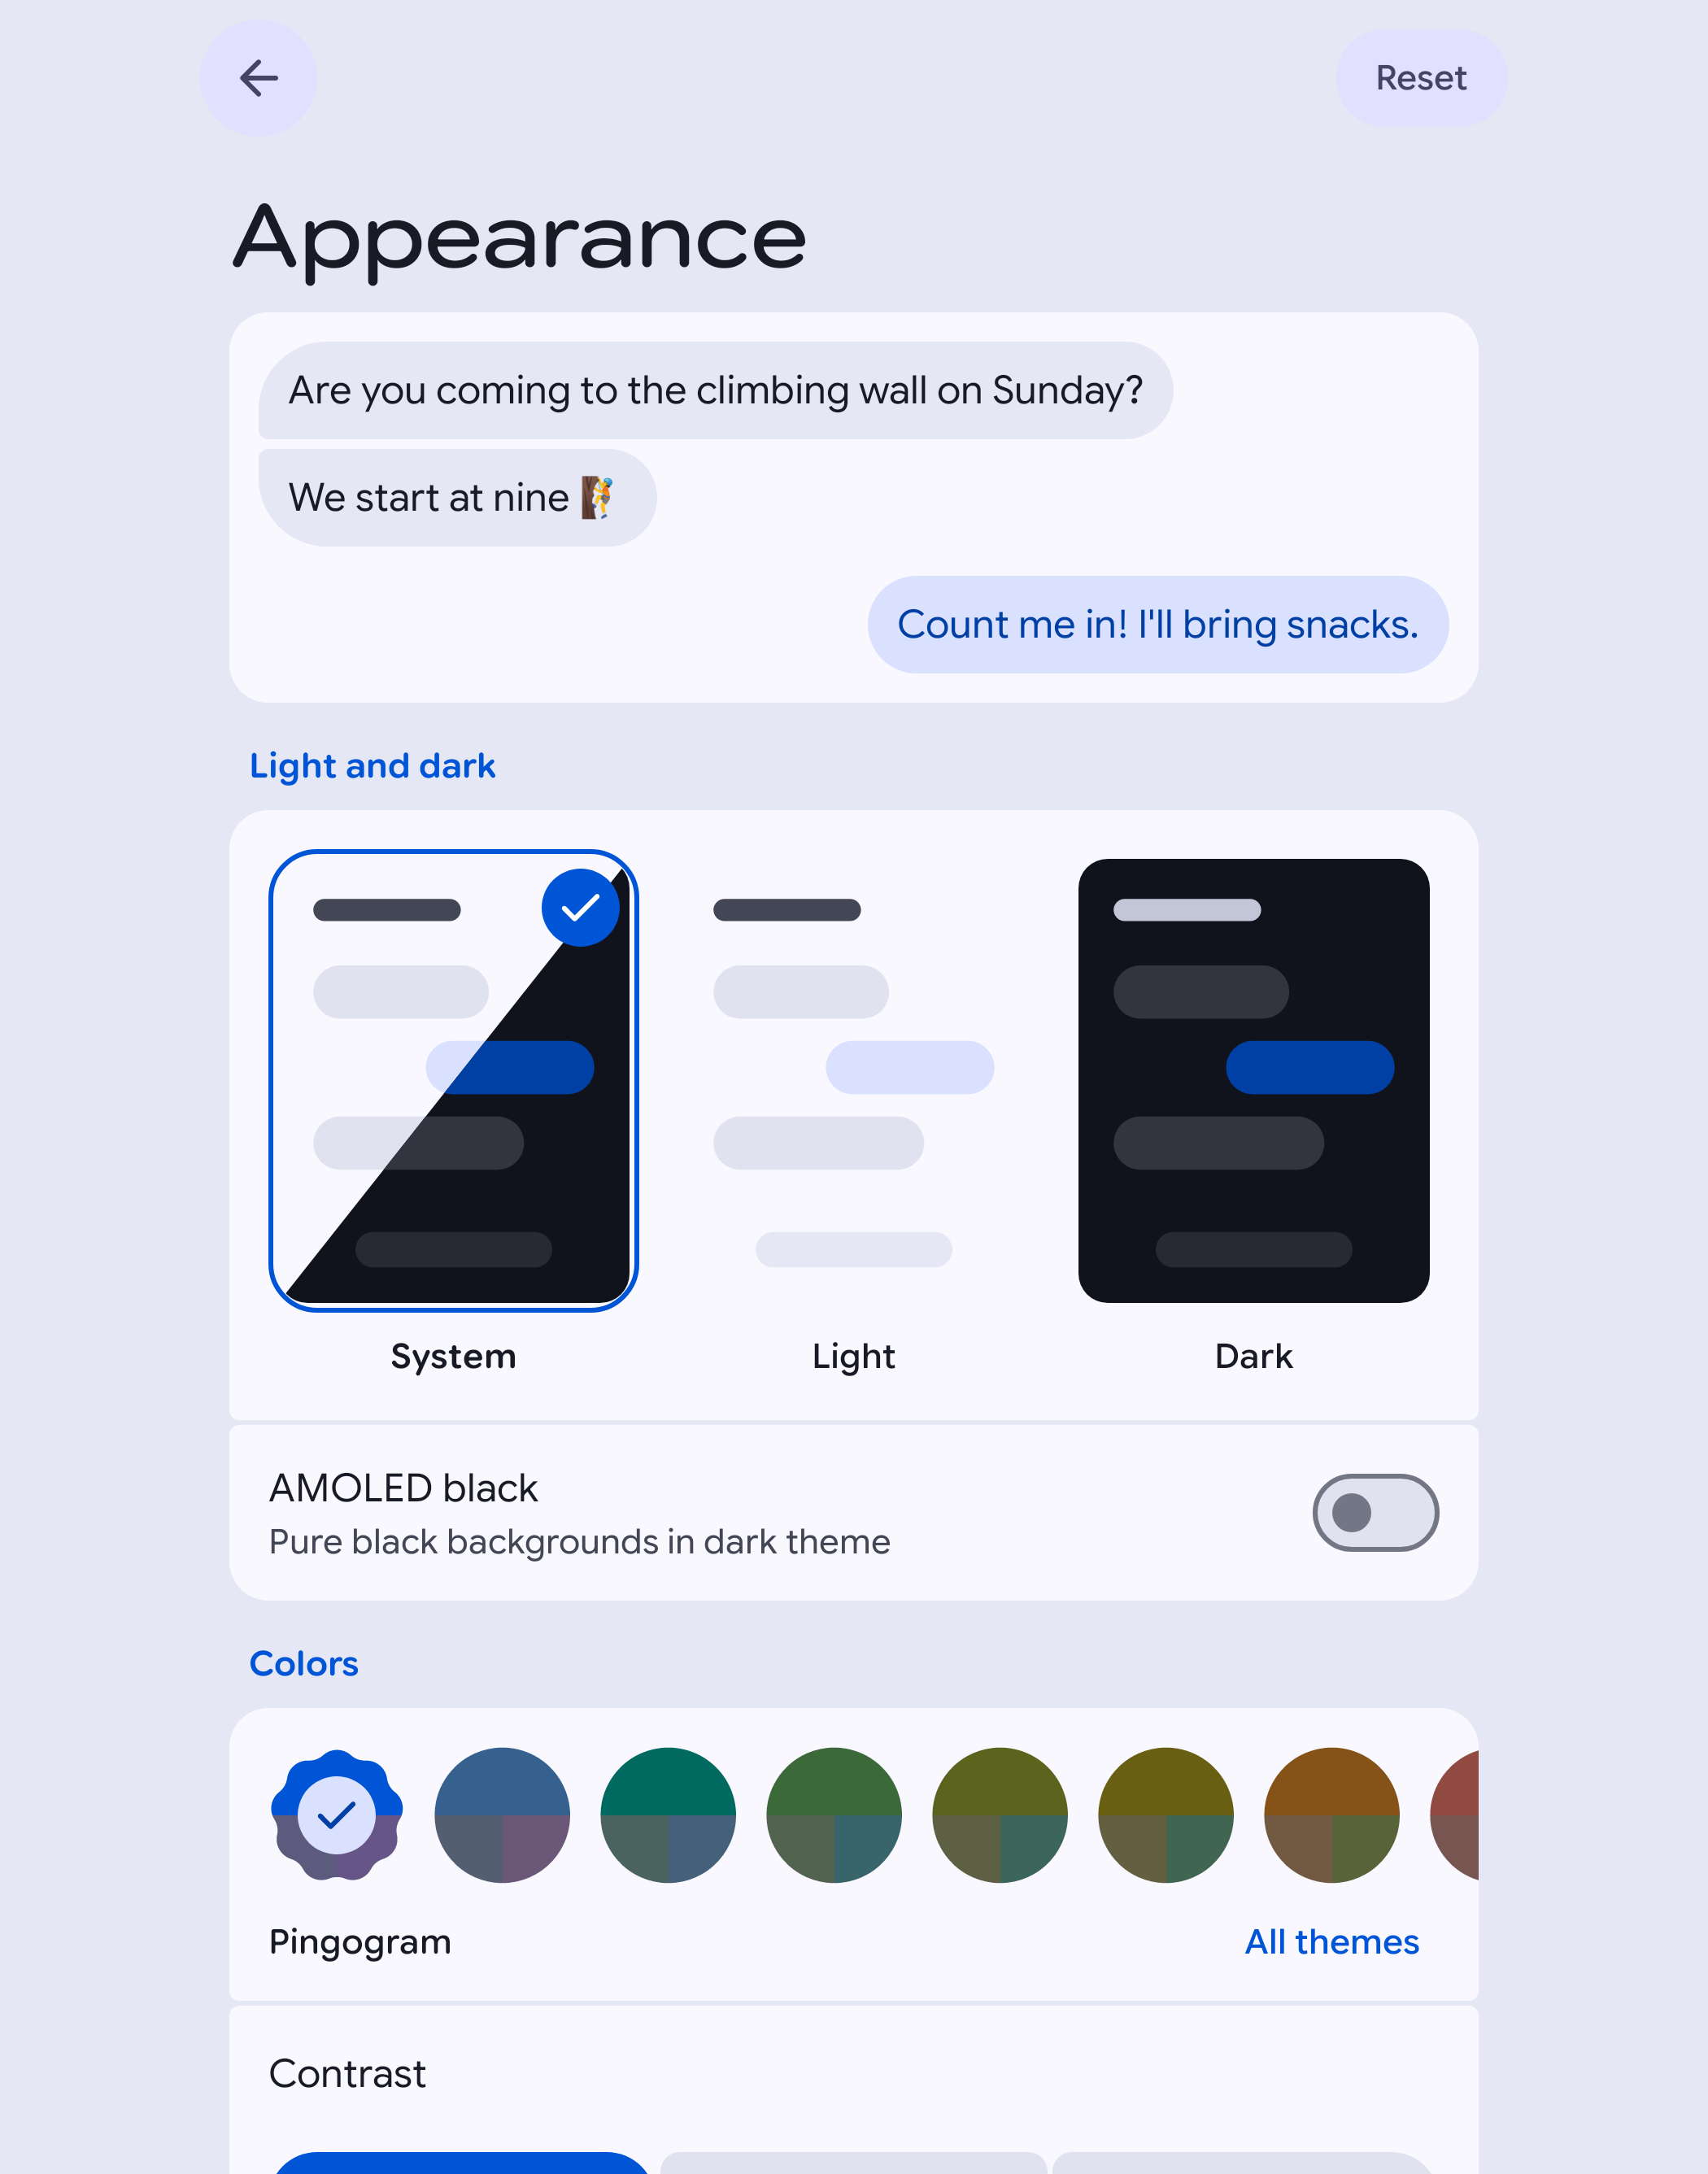 Reset
Appearance
Are you coming to the climbing wall on Sunday?
We start at nine 🧗
Count me in! I'll bring snacks.
Light and dark
System
Light
Dark
AMOLED black
Pure black backgrounds in dark theme
Colors
Pingogram
All themes
Contrast